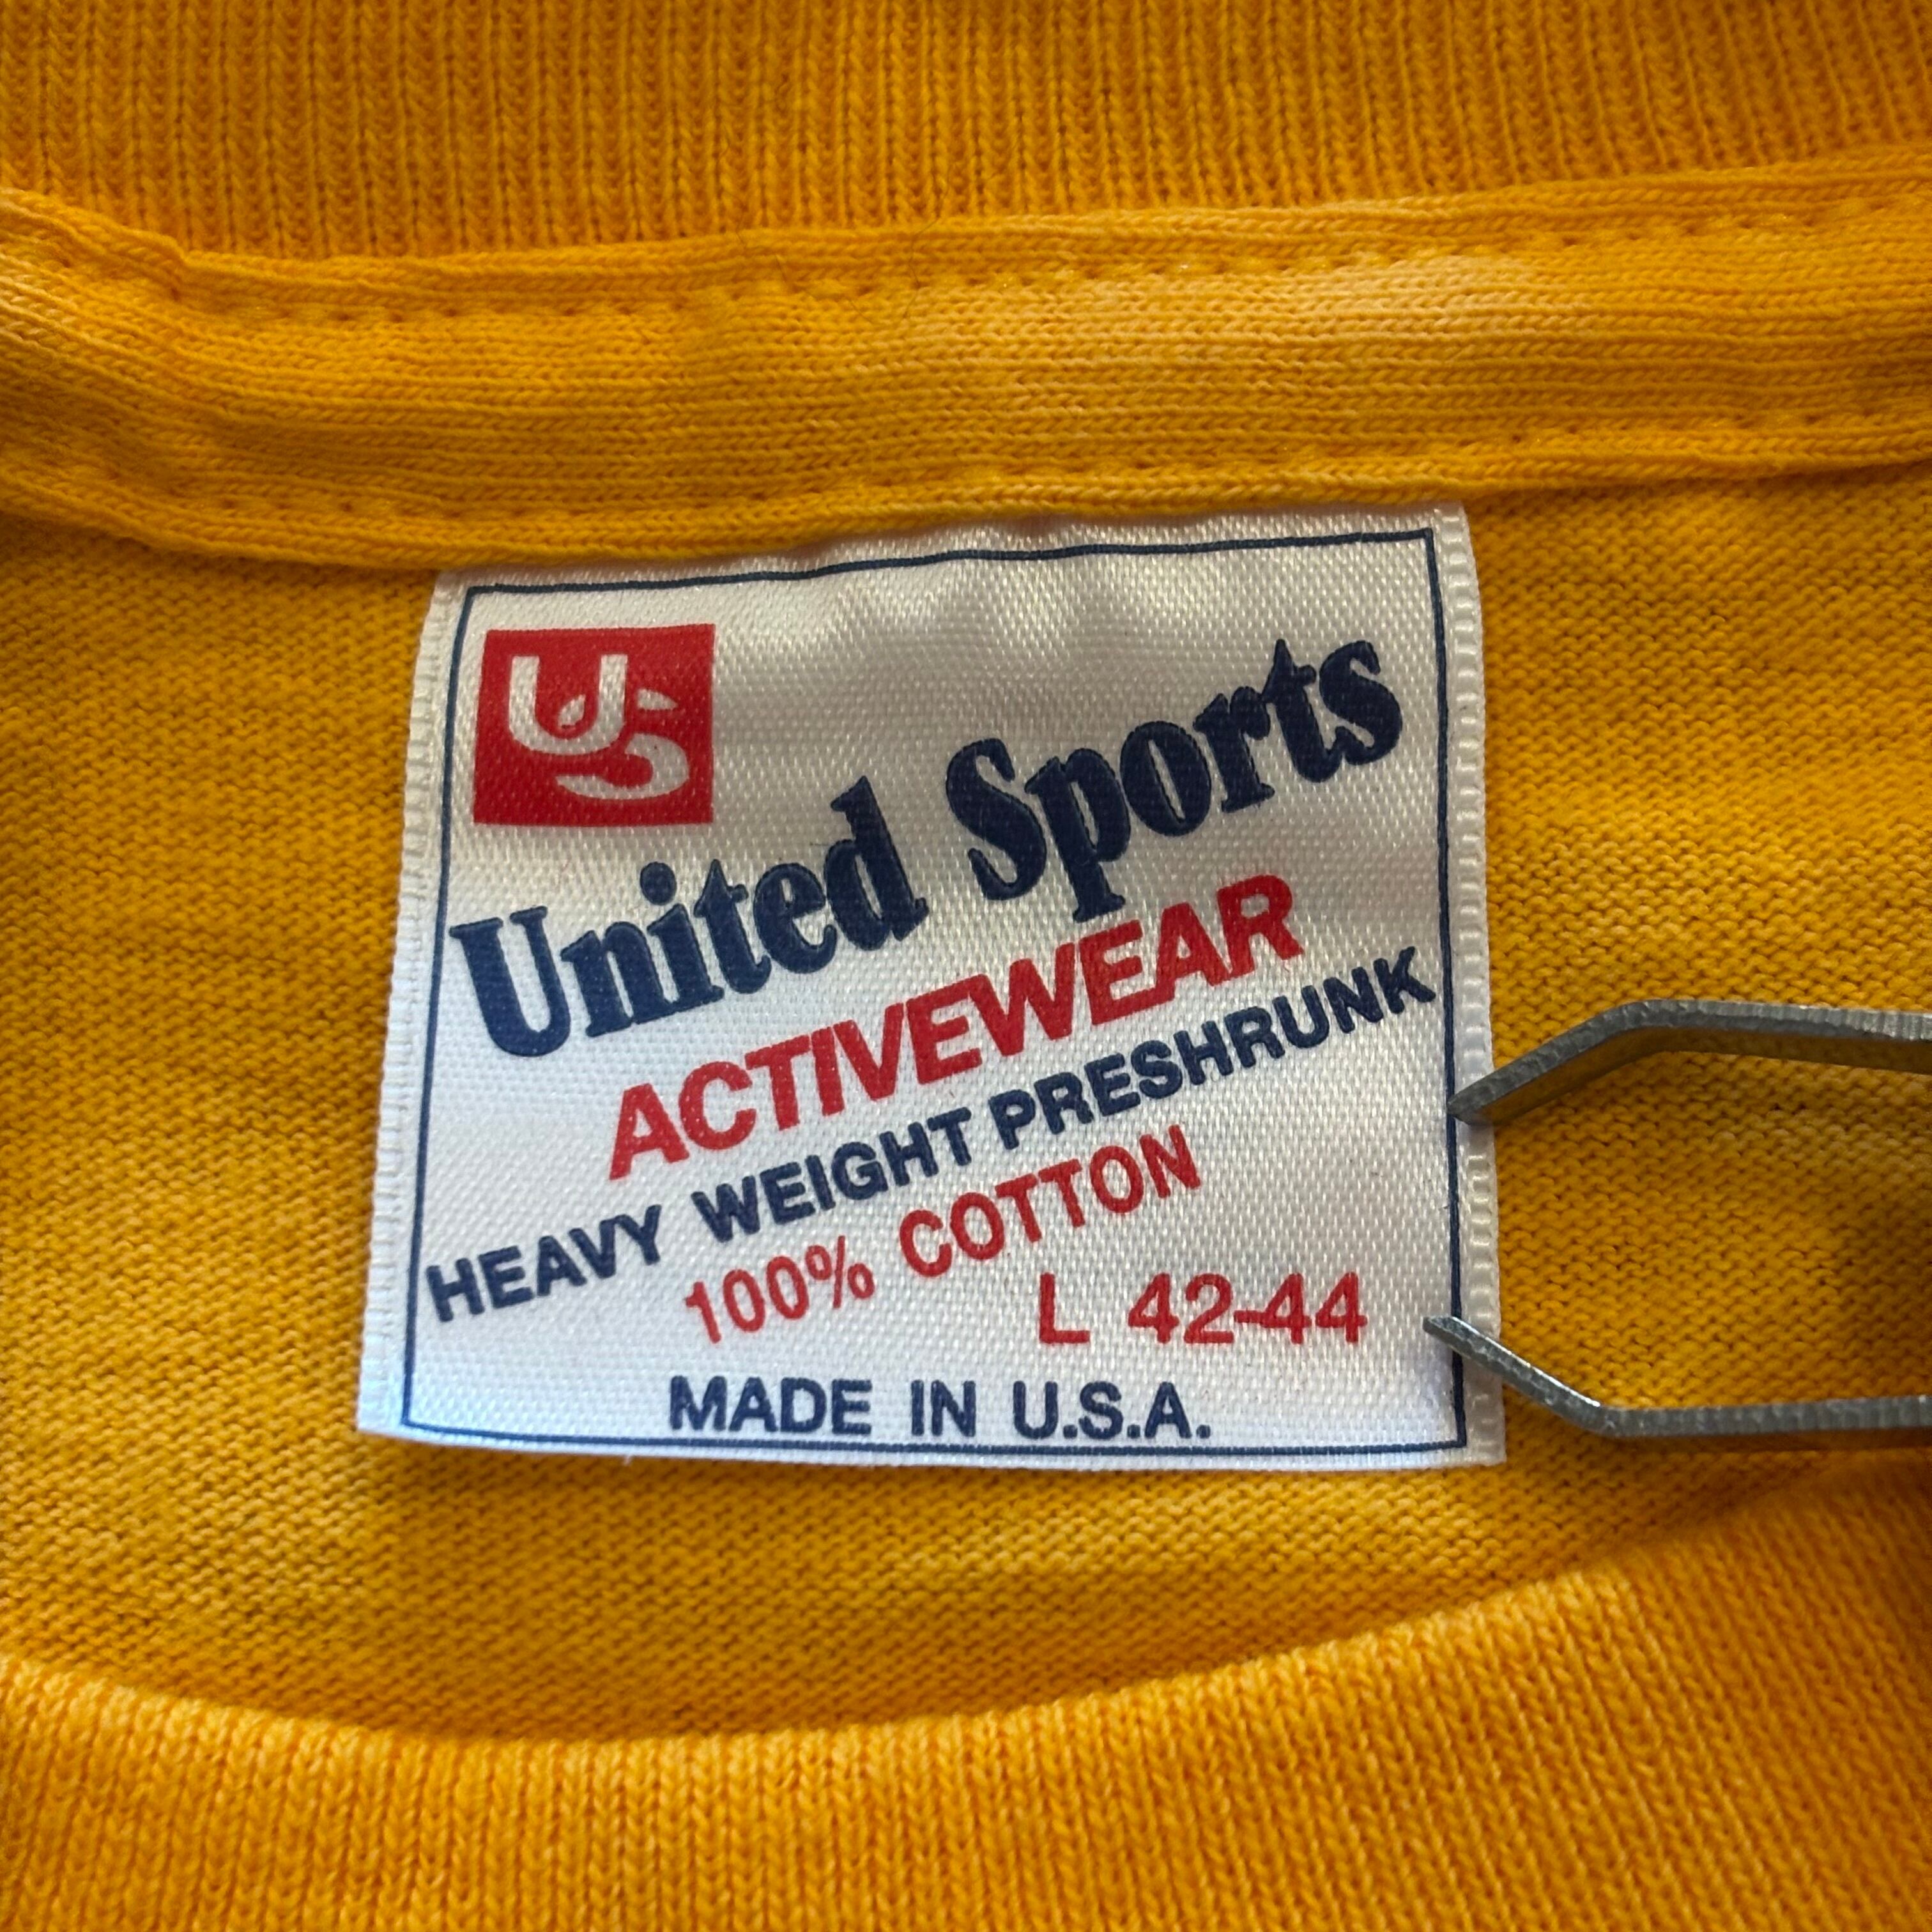 US
United Sports
ACTIVEWEAR
HEAVY WEIGHT PRESHRUNK
100% COTTON
L 42-44
MADE IN U.S.A.